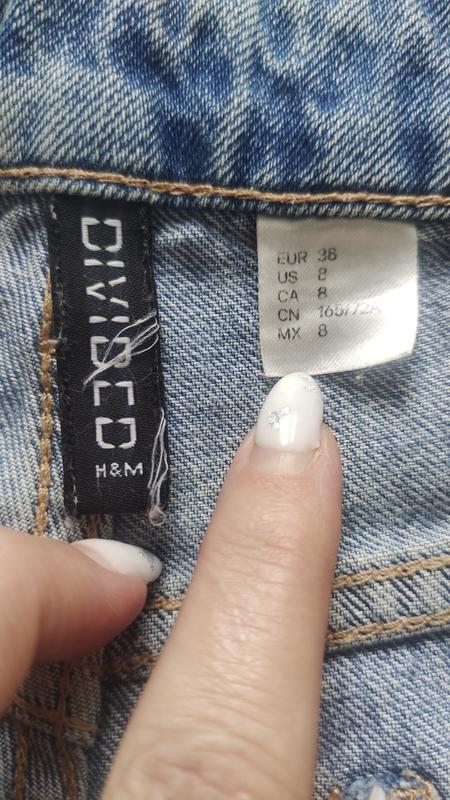 DIVIDED
H&M
EUR 38
US 8
CA 8
CN 165/72A
MX 8